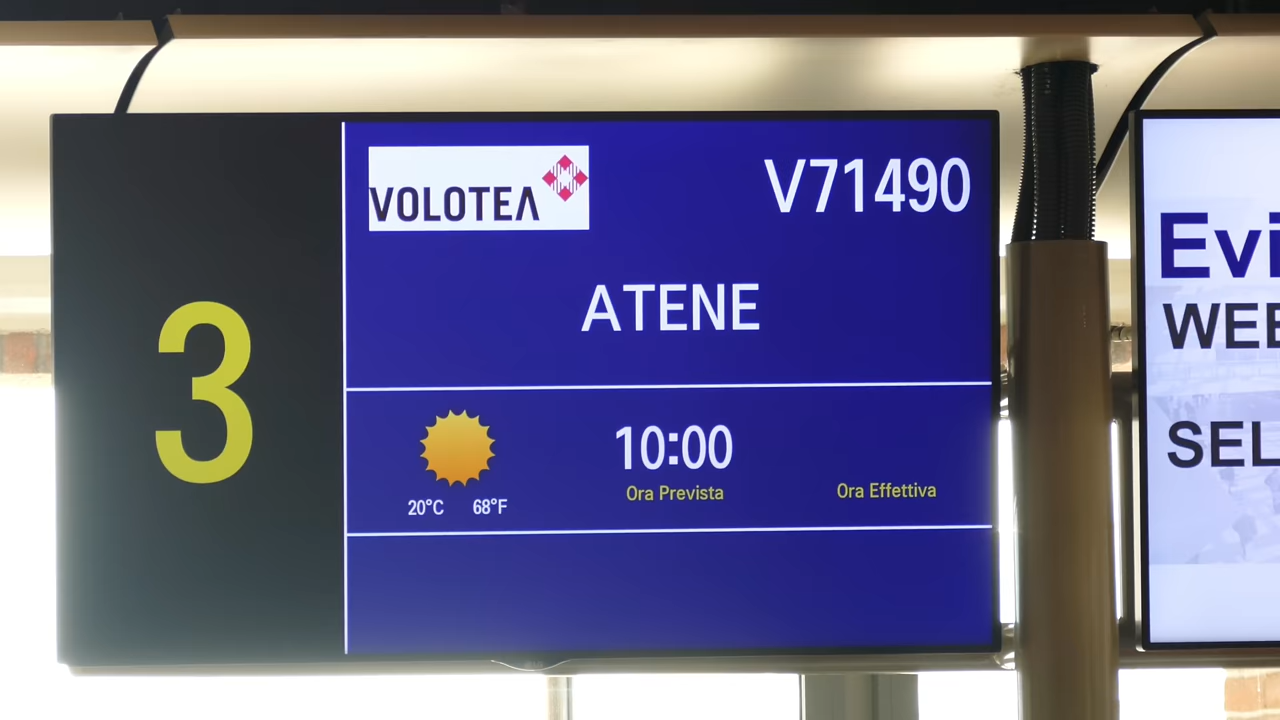 3
VOLOTEA
V71490
ATENE
10:00
20°C 68°F
Ora Prevista
Ora Effettiva
Evi
WEE
SEL